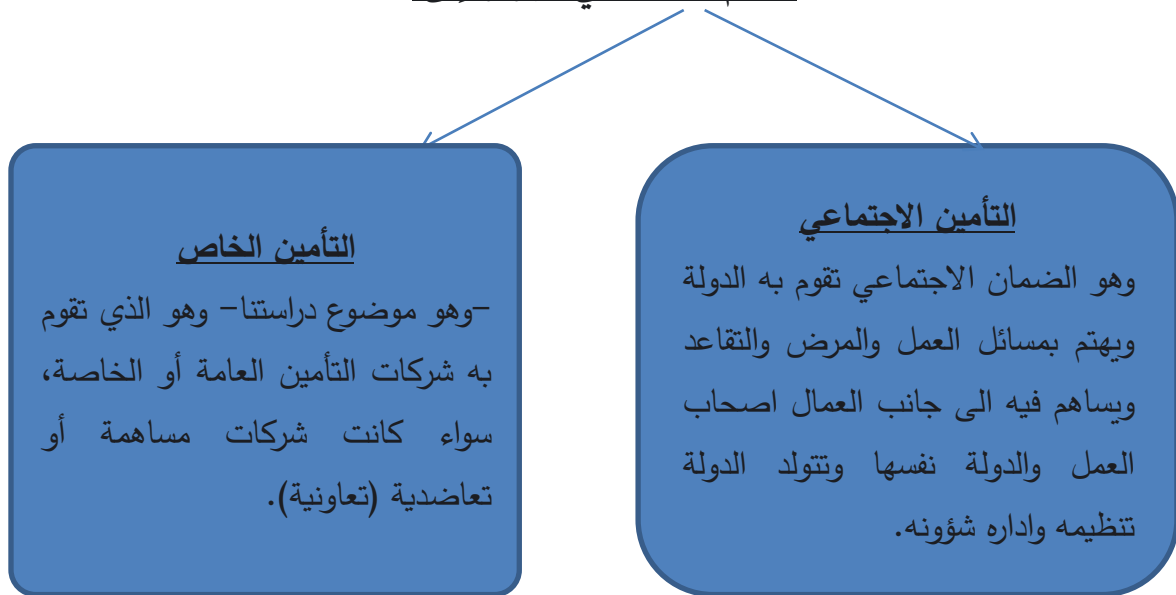 التأمين الاجتماعي
وهو الضمان الاجتماعي تقوم به الدولة
ويهتم بمسائل العمل والمرض والتقاعد
ويساهم فيه الى جانب العمال اصحاب
العمل والدولة نفسها وتتولد الدولة
تنظيمه واداره شؤونه.
التأمين الخاص
-وهو موضوع دراستنا- وهو الذي تقوم
به شركات التأمين العامة أو الخاصة،
سواء كانت شركات مساهمة أو
تعاضدية (تعاونية).